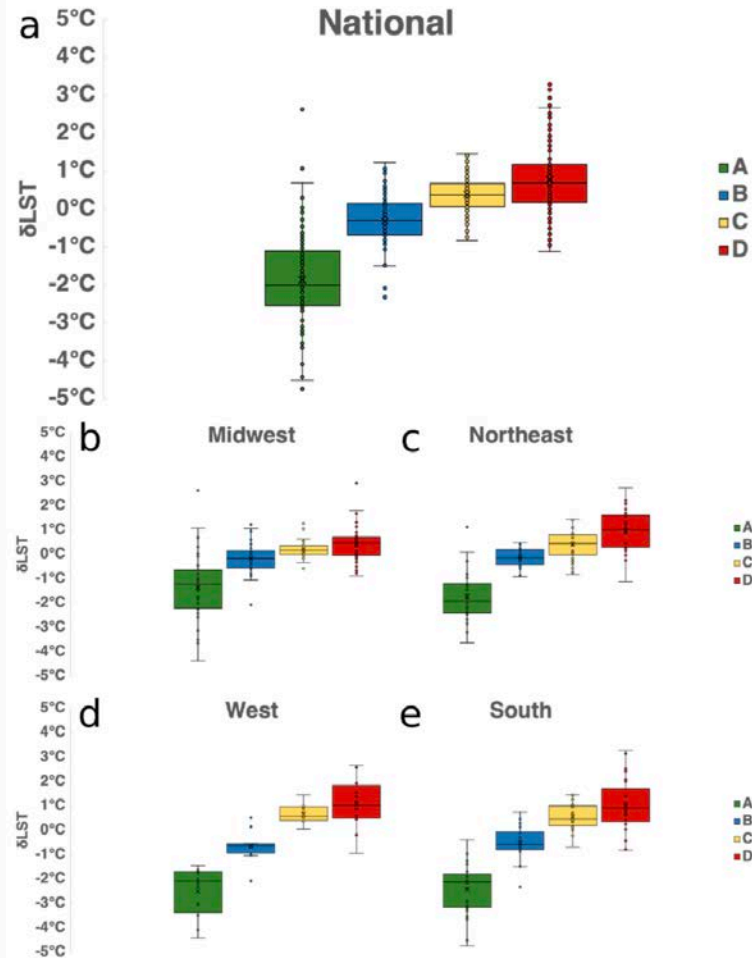 a
National
5°C
4°C
3°C
2°C
1°C
0°C
-1°C
-2°C
-3°C
-4°C
-5°C
δLST
A
B
C
D
b
Midwest
5°C
4°C
3°C
2°C
1°C
0°C
-1°C
-2°C
-3°C
-4°C
-5°C
δLST
c
Northeast
A
B
C
D
d
West
5°C
4°C
3°C
2°C
1°C
0°C
-1°C
-2°C
-3°C
-4°C
-5°C
δLST
e
South
A
B
C
D